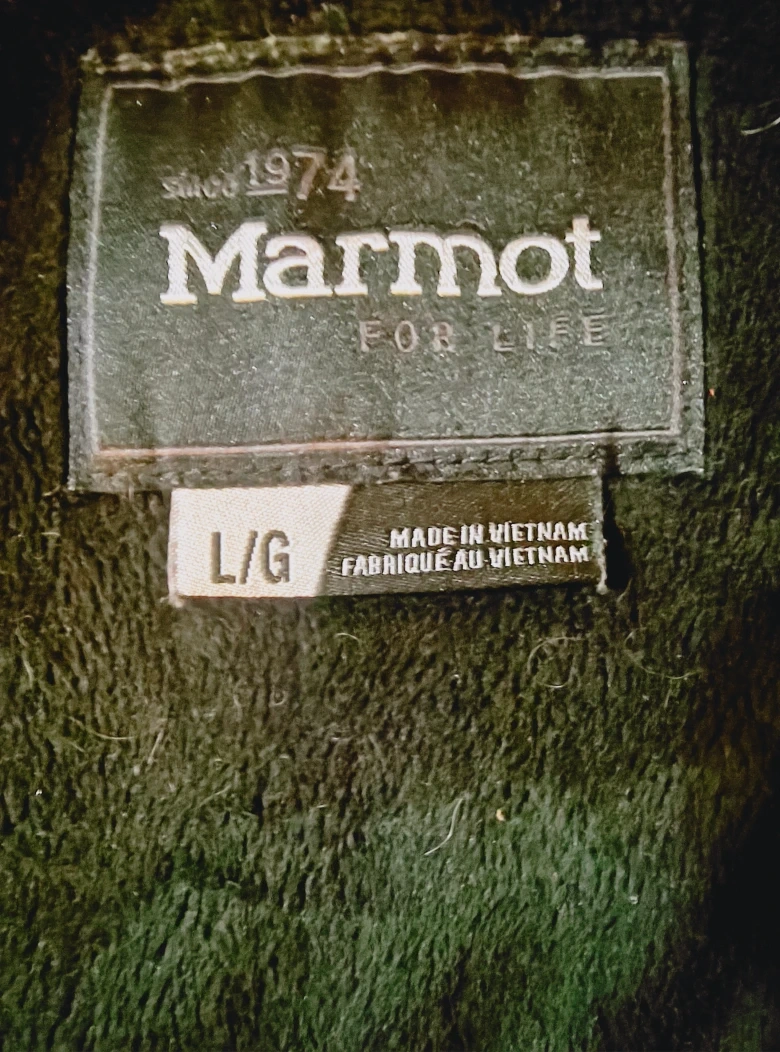 since 1974
Marmot
FOR LIFE
L/G
MADE IN VIETNAM
FABRIQUÉ AU VIETNAM